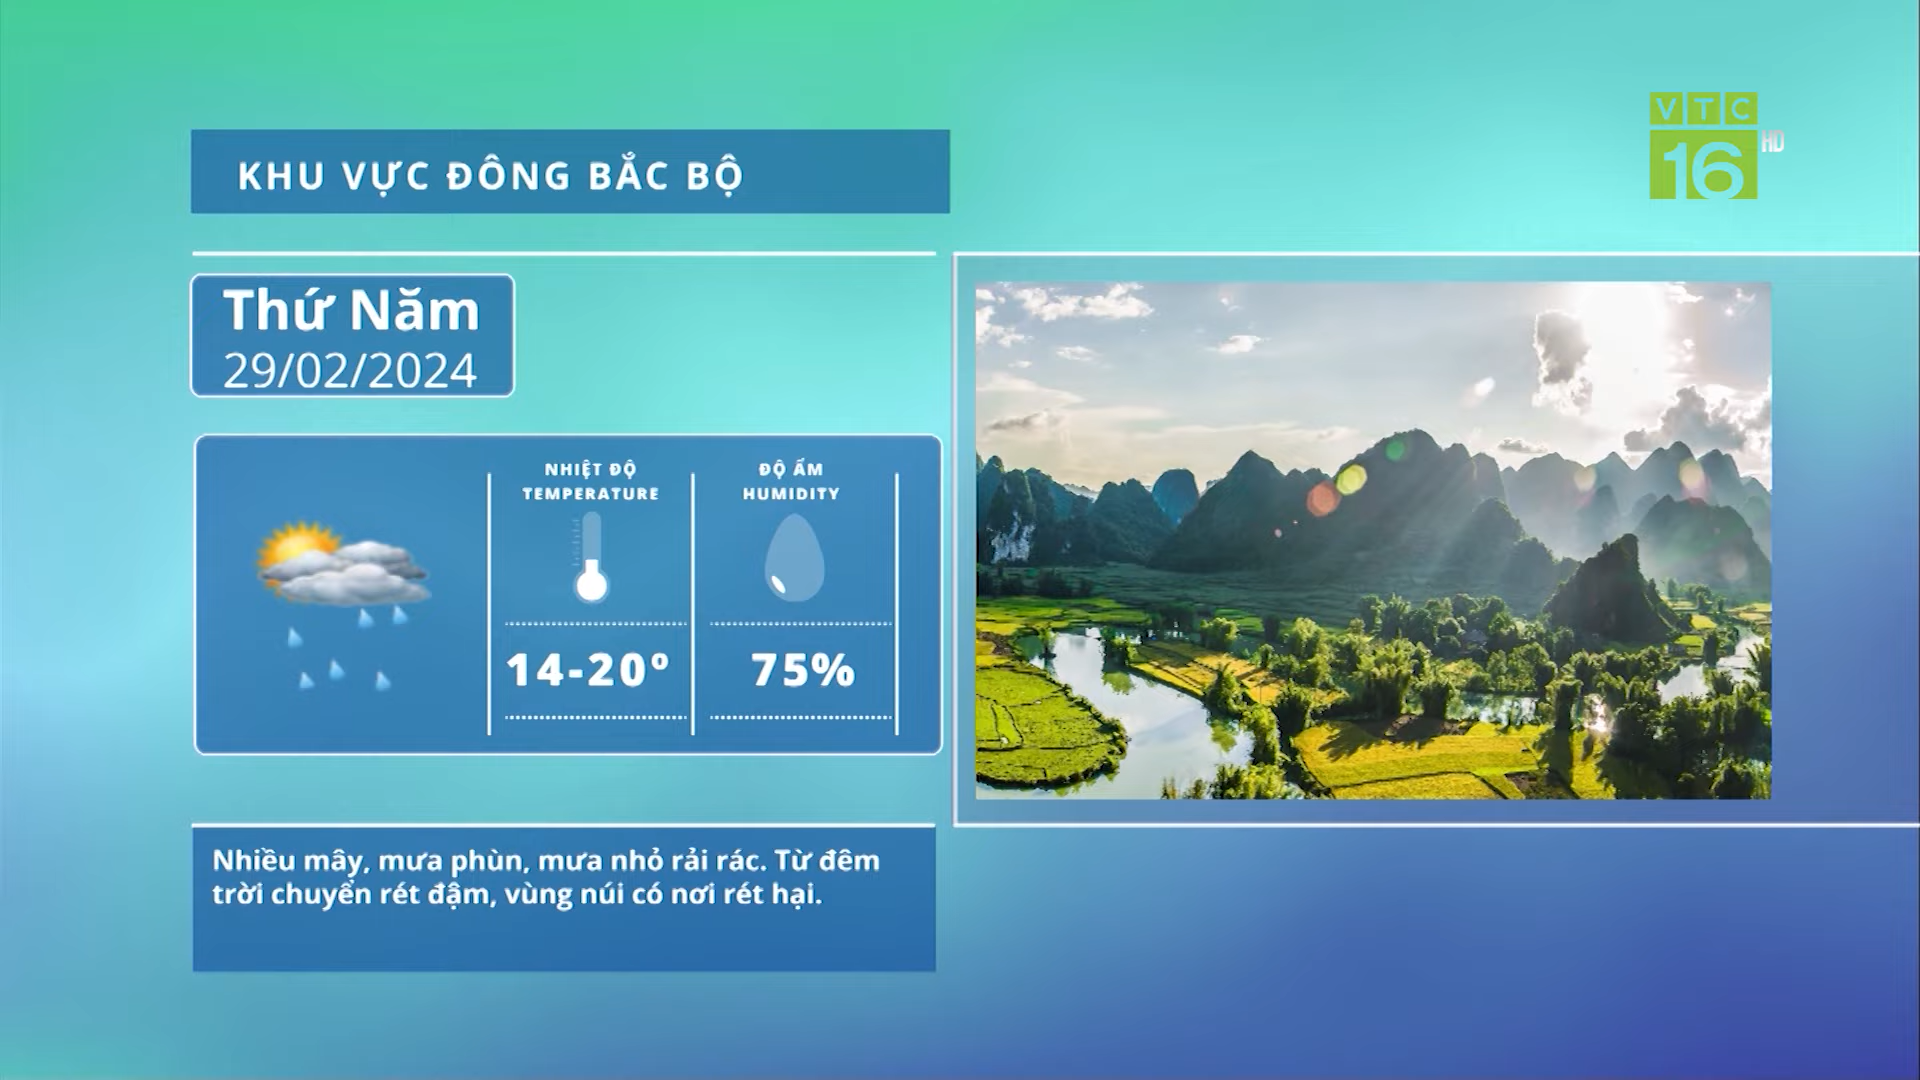 VTC
16
HD
KHU VỰC ĐÔNG BẮC BỘ
Thứ Năm
29/02/2024
NHIỆT ĐỘ
TEMPERATURE
14-20º
ĐỘ ẨM
HUMIDITY
75%
Nhiều mây, mưa phùn, mưa nhỏ rải rác. Từ đêm
trời chuyển rét đậm, vùng núi có nơi rét hại.